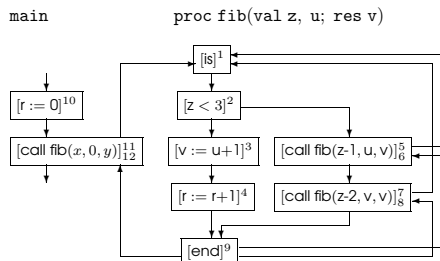 main
proc fib(val z, u; res v)
[is]¹
[r := 0]¹⁰
[z < 3]²
[call fib(x, 0, y)]¹¹₁₂
[v := u+1]³
[call fib(z-1, u, v)]⁵₆
[r := r+1]⁴
[call fib(z-2, v, v)]⁷₈
[end]⁹